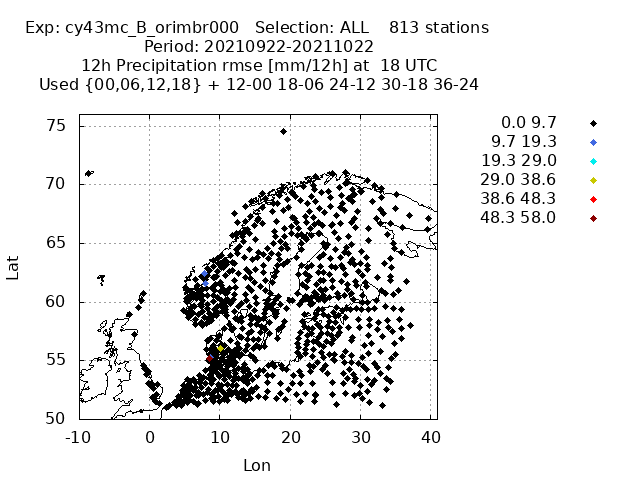 Exp: cy43mc_B_orimbr000   Selection: ALL    813 stations
Period: 20210922-20211022
12h Precipitation rmse [mm/12h] at  18 UTC
Used {00,06,12,18} + 12-00 18-06 24-12 30-18 36-24
0.0 9.7
9.7 19.3
19.3 29.0
29.0 38.6
38.6 48.3
48.3 58.0
75
70
65
60
55
50
Lat
-10 0 10 20 30 40
Lon